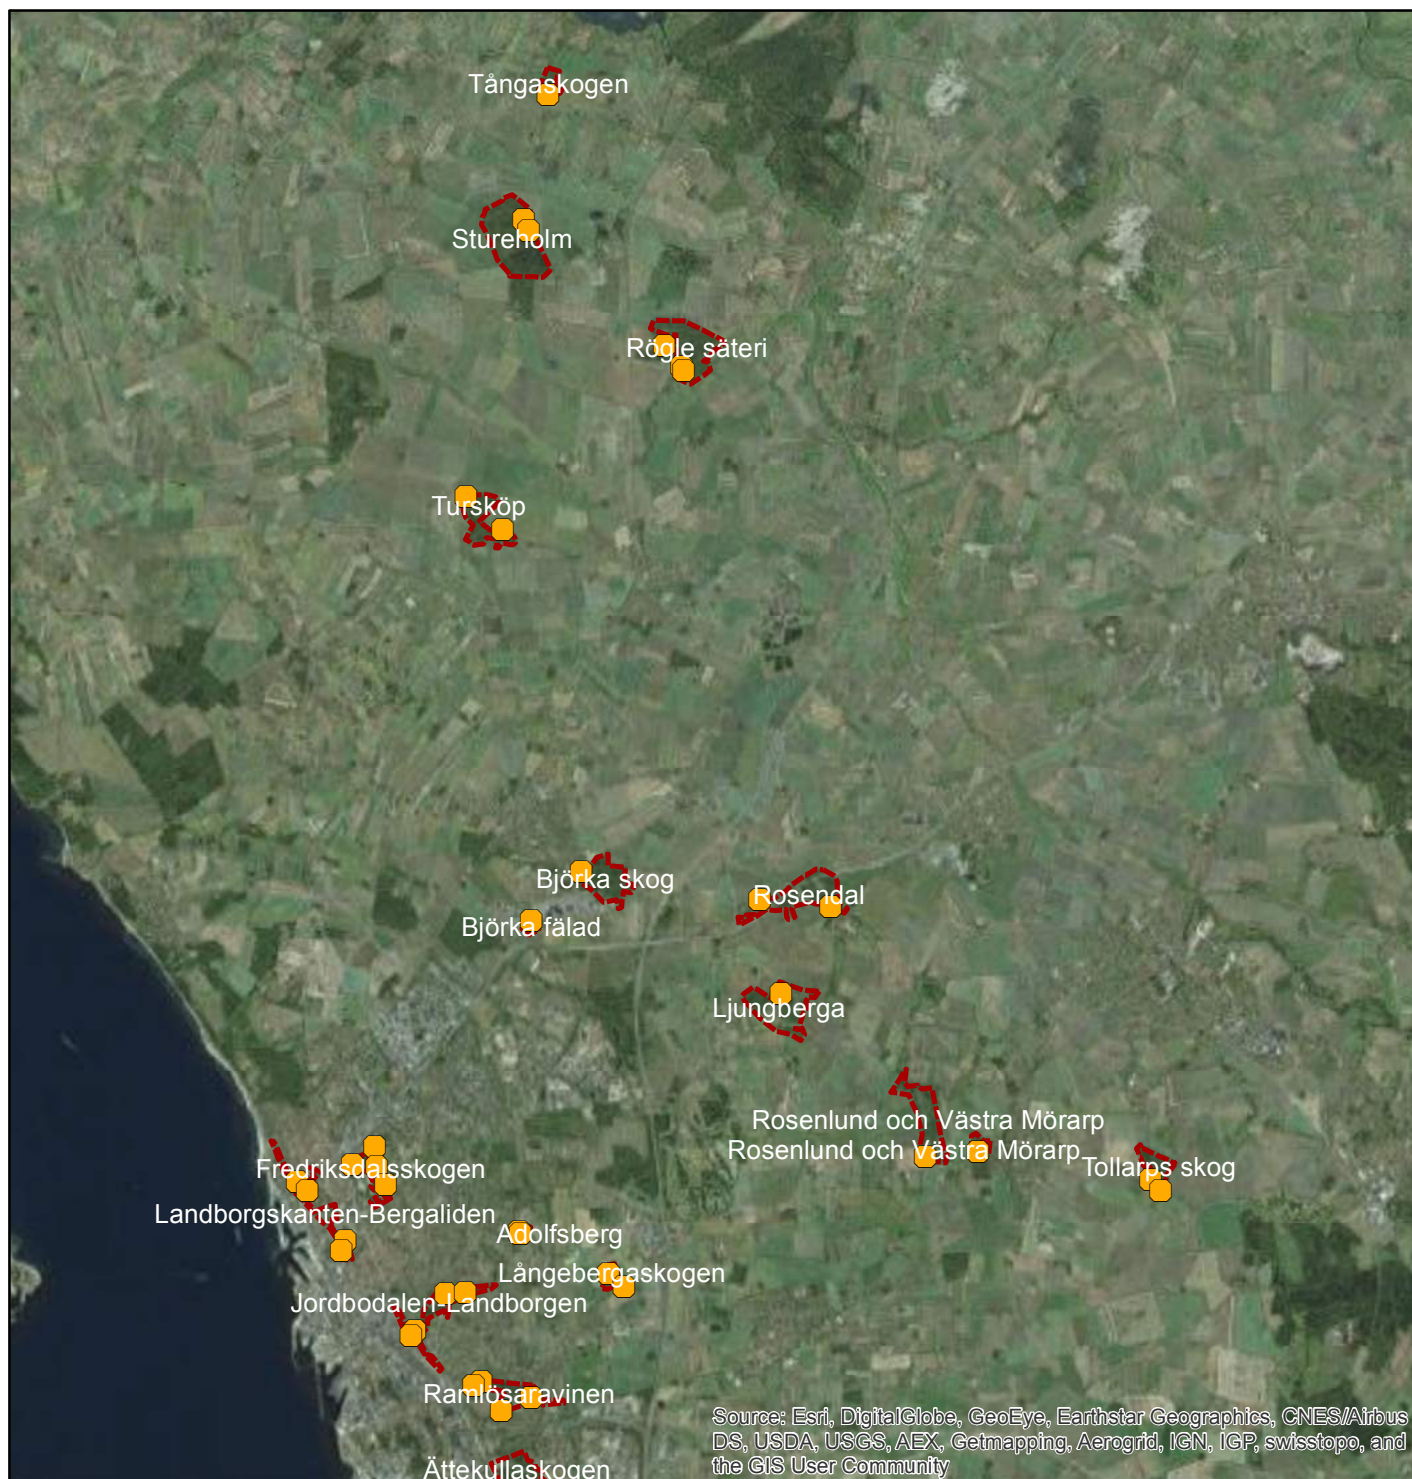 Tångaskogen
Stureholm
Rögle säteri
Tursköp
Björka skog
Rosendal
Björka fälad
Ljungberga
Rosenlund och Västra Mörarp
Rosenlund och Västra Mörarp
Tollarps skog
Fredriksdalsskogen
Landborgskanten-Bergaliden
Adolfsberg
Långebergaskogen
Jordbodalen-Landborgen
Ramlösaravinen
Ättekullaskogen
Source: Esri, DigitalGlobe, GeoEye, Earthstar Geographics, CNES/Airbus
DS, USDA, USGS, AEX, Getmapping, Aerogrid, IGN, IGP, swisstopo, and
the GIS User Community